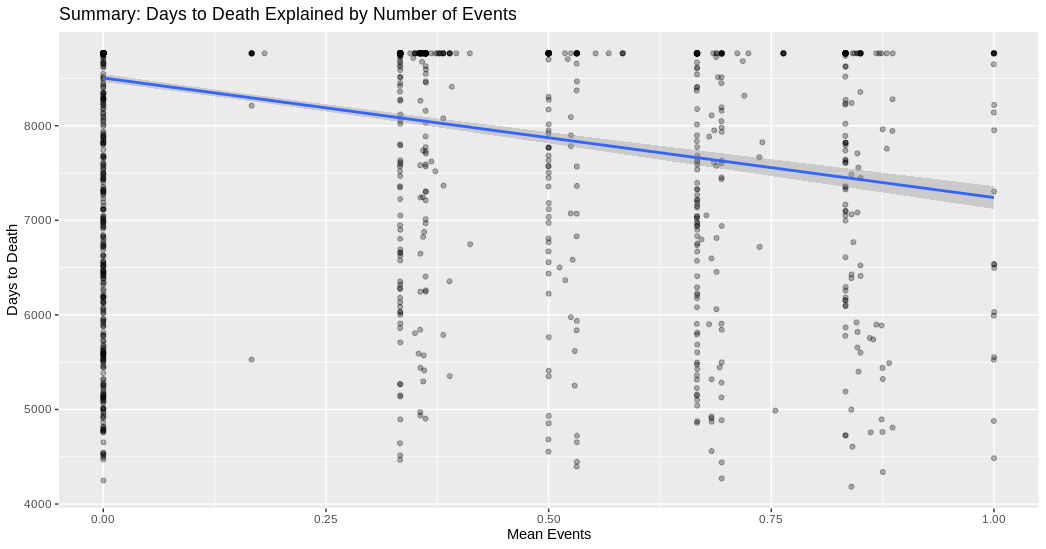 Summary: Days to Death Explained by Number of Events
Days to Death
8000
7000
6000
5000
4000
0.00 0.25 0.50 0.75 1.00
Mean Events